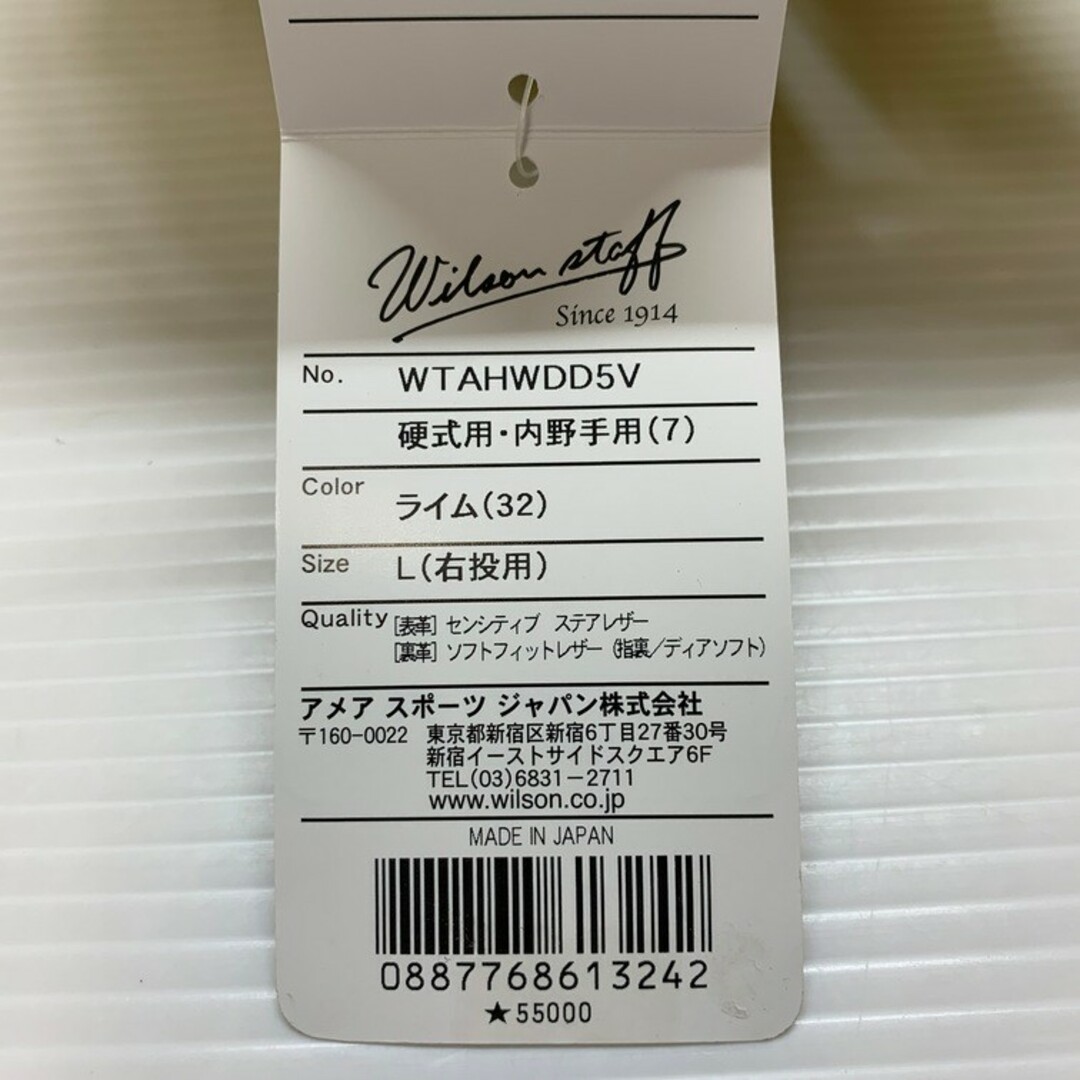 Wilson staff
Since 1914
No. WTAHWDD5V
硬式用・内野手用(7)
Color ライム(32)
Size L(右投用)
Quality [表革] センシティブ ステアレザー
[裏革] ソフトフィットレザー (指裏/ディアソフト)
アメア スポーツ ジャパン株式会社
〒160-0022 東京都新宿区新宿6丁目27番30号
新宿イーストサイドスクエア6F
TEL(03)6831-2711
www.wilson.co.jp
MADE IN JAPAN
0887768613242
★55000